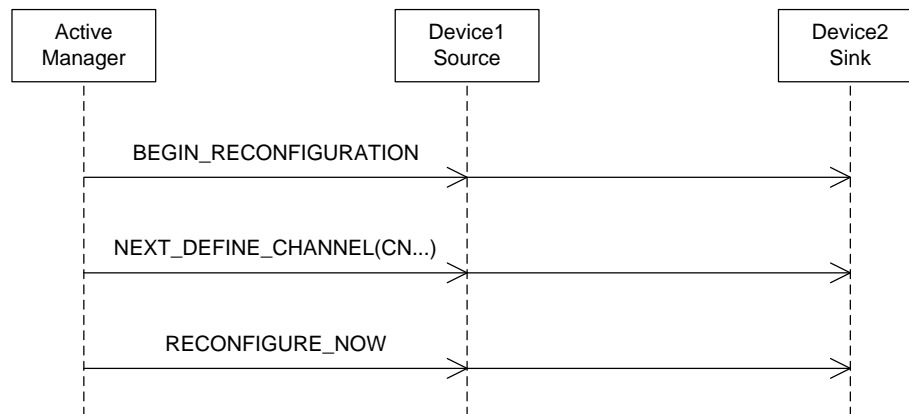 Active
Manager
Device1
Source
Device2
Sink
BEGIN_RECONFIGURATION
NEXT_DEFINE_CHANNEL(CN...)
RECONFIGURE_NOW